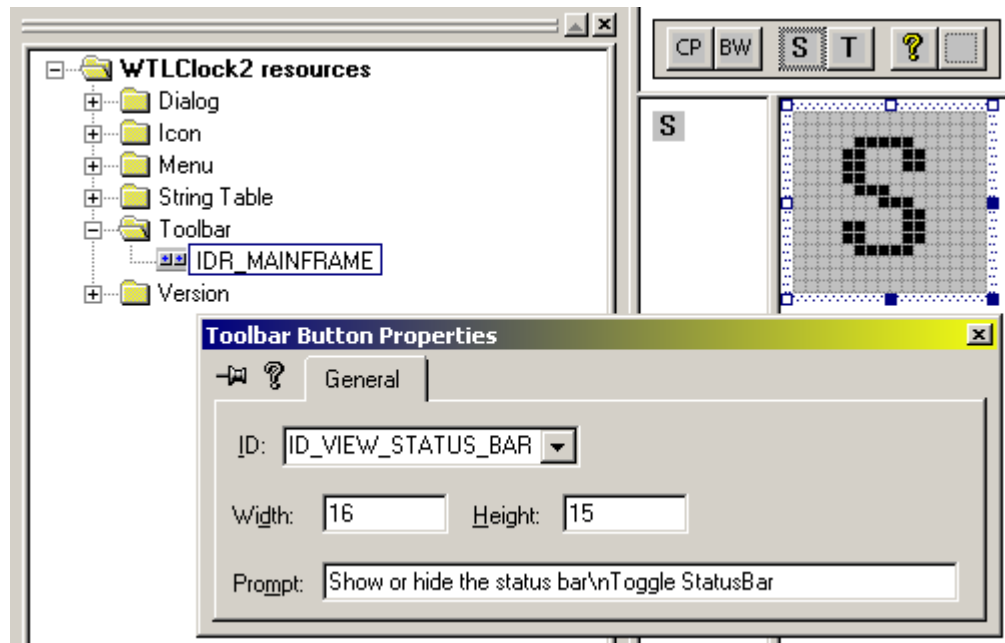 WTLClock2 resources
Dialog
Icon
Menu
String Table
Toolbar
IDR_MAINFRAME
Version
CP BW S T ?
S
S
Toolbar Button Properties
? General
ID: ID_VIEW_STATUS_BAR
Width: 16 Height: 15
Prompt: Show or hide the status bar\nToggle StatusBar